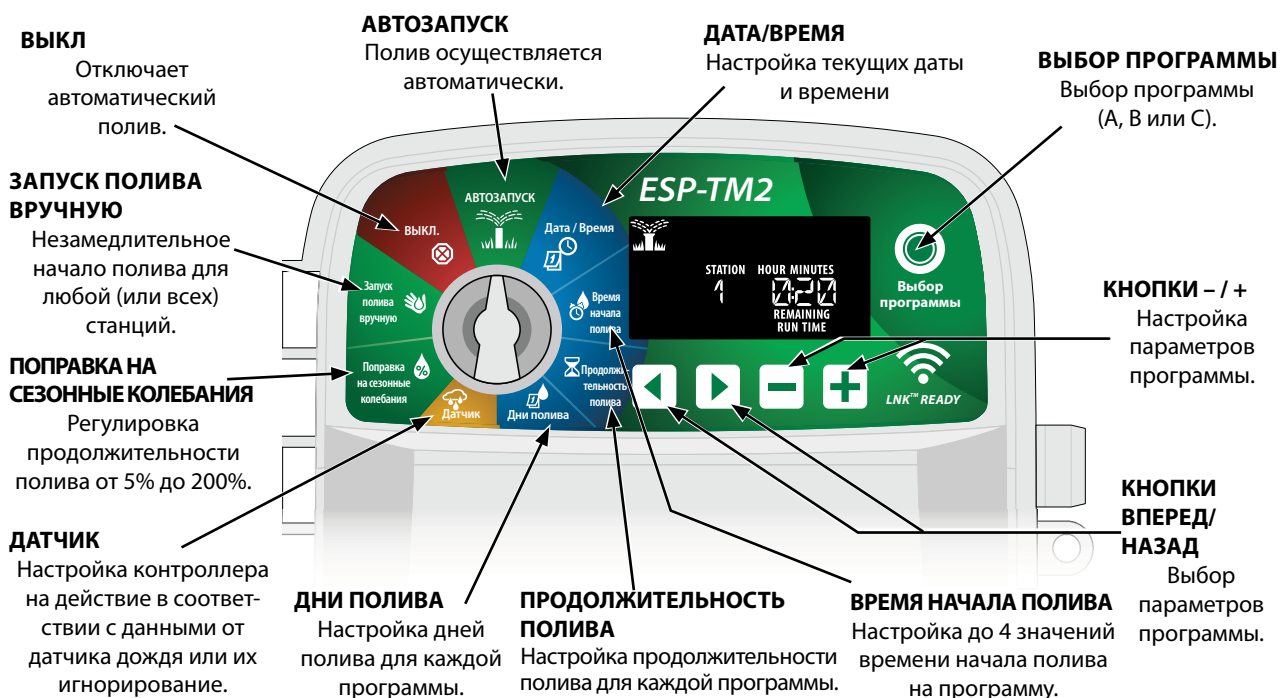 ВЫКЛ
Отключает
автоматический
полив.
АВТОЗАПУСК
Полив осуществляется
автоматически.
ДАТА/ВРЕМЯ
Настройка текущих даты
и времени
ВЫБОР ПРОГРАММЫ
Выбор программы
(A, B или C).
ЗАПУСК ПОЛИВА
ВРУЧНУЮ
Незамедлительное
начало полива для
любой (или всех)
станций.
ПОПРАВКА НА
СЕЗОННЫЕ КОЛЕБАНИЯ
Регулировка
продолжительности
полива от 5% до 200%.
ДАТЧИК
Настройка контроллера
на действие в соответ-
ствии с данными от
датчика дождя или их
игнорирование.
АВТОЗАПУСК
ВЫКЛ.
Дата / Время
1
Запуск
полива
вручную
Время
начала
полива
Поправка
на сезонные
колебания
%
Продолжи-
тельность
полива
Датчик
1
Дни полива
ESP-TM2
STATION HOUR MINUTES
1 0:20
REMAINING
RUN TIME
Выбор
программы
LNK™ READY
КНОПКИ – / +
Настройка
параметров
программы.
КНОПКИ
ВПЕРЕД/
НАЗАД
Выбор
параметров
программы.
ДНИ ПОЛИВА
Настройка дней
полива для каждой
программы.
ПРОДОЛЖИТЕЛЬНОСТЬ
ПОЛИВА
Настройка продолжительности
полива для каждой программы.
ВРЕМЯ НАЧАЛА ПОЛИВА
Настройка до 4 значений
времени начала полива
на программу.